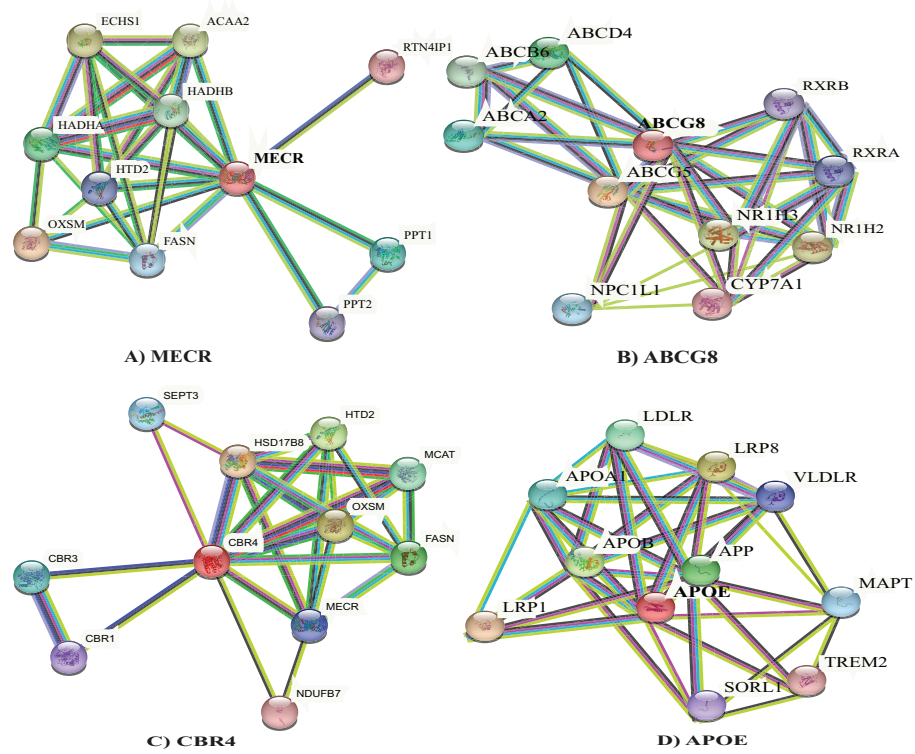 ECHS1
ACAA2
RTN4IP1
HADHB
HADHA
MECR
HTD2
OXSM
FASN
PPT1
PPT2
A) MECR
ABCD4
ABCB6
RXRB
ABCA2
ABCG8
RXRA
ABCG5
NR1H3
NR1H2
NPC1L1
CYP7A1
B) ABCG8
SEPT3
HTD2
HSD17B8
MCAT
OXSM
CBR4
FASN
CBR3
MECR
CBR1
NDUFB7
C) CBR4
LDLR
LRP8
APOA1
VLDLR
APOB
APP
MAPT
APOE
LRP1
TREM2
SORL1
D) APOE